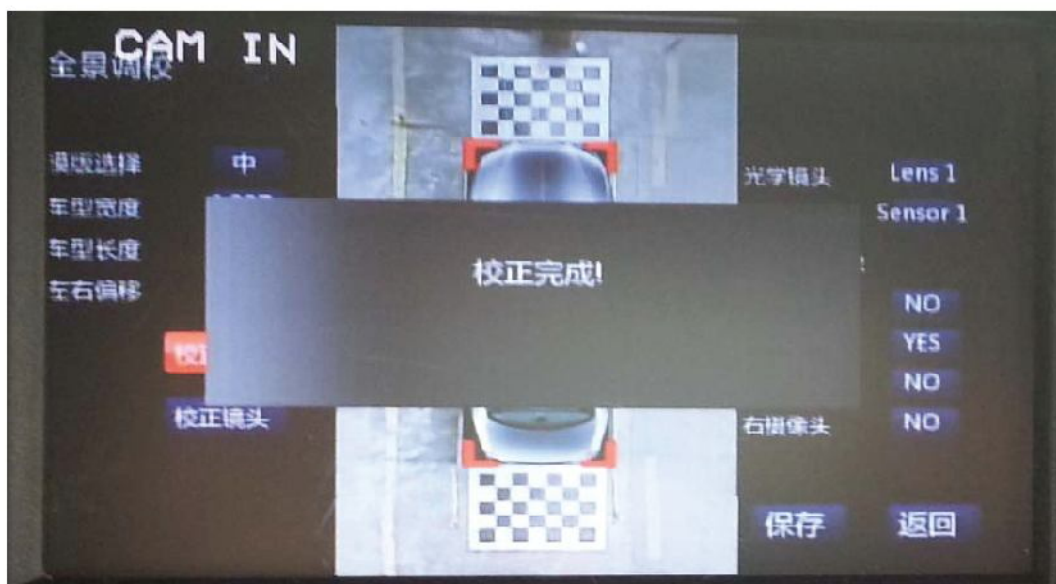 CAM IN
全景调校
模版选择 中
车型宽度
车型长度
左右偏移
校正镜头
校正完成!
光学镜头 Lens 1
Sensor 1
NO
YES
NO
右摄像头 NO
保存 返回